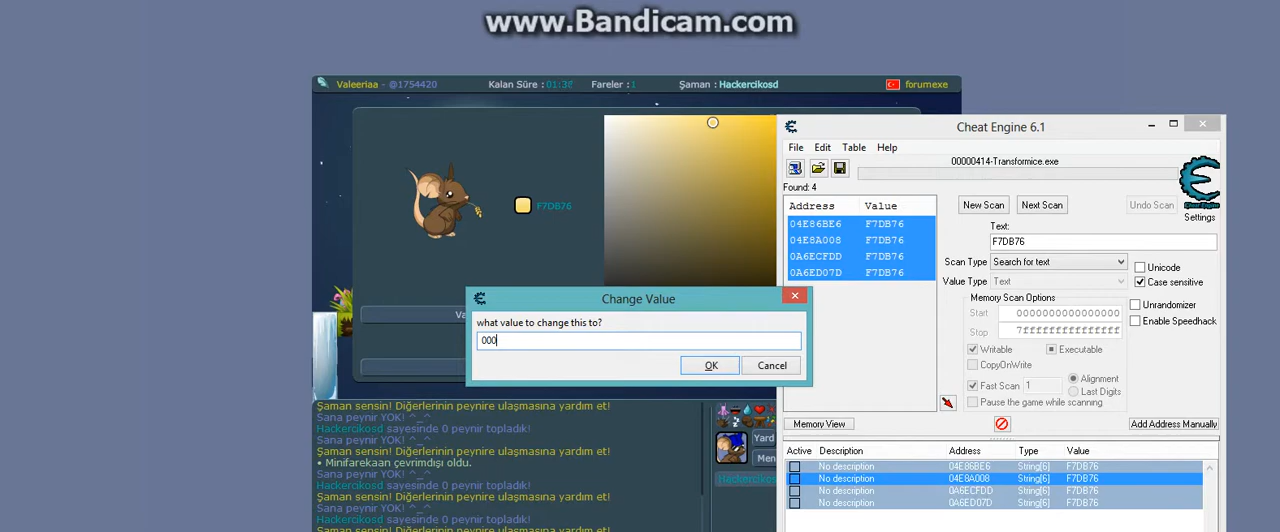 www.Bandicam.com
Valeeriaa - @1754420
Kalan Süre : 01:38
Fareler : 1
Şaman : Hackercikosd
forumexe
F7DB76
Cheat Engine 6.1
File Edit Table Help
00000414-Transformice.exe
Found: 4
Address Value
04E86BE6 F7DB76
04E8A008 F7DB76
0A6ECFDD F7DB76
0A6ED07D F7DB76
New Scan
Next Scan
Undo Scan
Settings
Text:
F7DB76
Scan Type Search for text
Value Type Text
Unicode
Case sensitive
Memory Scan Options
Start 0000000000000000
Stop 7fffffffffffffff
Writable
Executable
CopyOnWrite
Fast Scan 1
Alignment
Last Digits
Pause the game while scanning
Unrandomizer
Enable Speedhack
Memory View
Add Address Manually
Change Value
what value to change this to?
000
OK
Cancel
Va
Şaman sensin! Diğerlerinin peynire ulaşmasına yardım et!
Sana peynir YOK! ^_^
Hackercikosd sayesinde 0 peynir topladık!
Sana peynir YOK! ^_^
Şaman sensin! Diğerlerinin peynire ulaşmasına yardım et!
• Minifarekaan çevrimdışı oldu.
Sana peynir YOK! ^_^
Hackercikosd sayesinde 0 peynir topladık!
Şaman sensin! Diğerlerinin peynire ulaşmasına yardım et!
Sana peynir YOK! ^_^
Hackercikosd sayesinde 0 peynir topladık!
Yard
Men
Hackercikos
Active Description Address Type Value
No description 04E86BE6 String[6] F7DB76
No description 04E8A008 String[6] F7DB76
No description 0A6ECFDD String[6] F7DB76
No description 0A6ED07D String[6] F7DB76